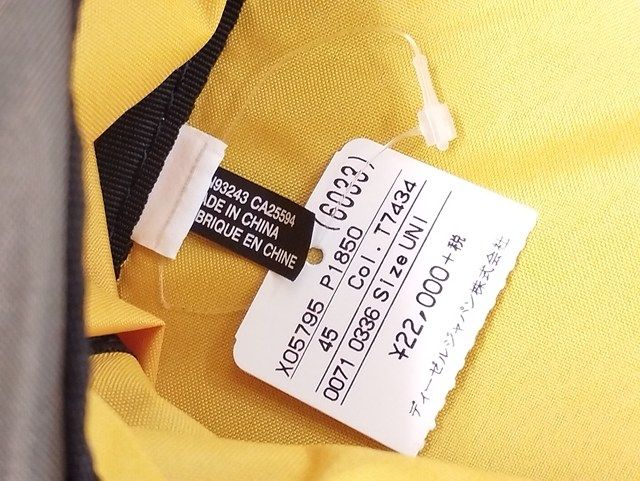 93243 CA25594
ADE IN CHINA
BRIQUE EN CHINE
(6033)
X05795 P1850
45 Col. T7434
0071 0336 Size UNI
¥22,000+税
ディーゼルジャパン株式会社